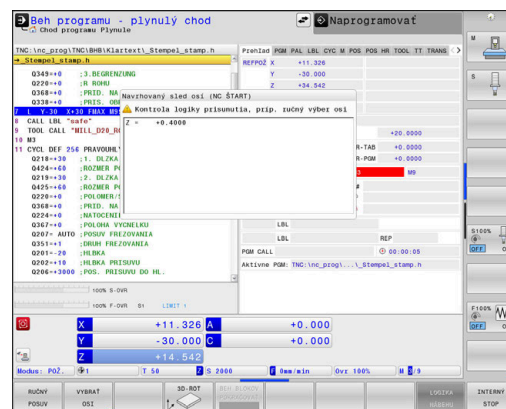 Beh programu - plynulý chod
Chod programu Plynule
Naprogramovať
TNC:\nc_prog\TNC\BHB\Klartext\_Stempel_stamp.h
→_Stempel_stamp.h
Q349=+0 ;3.BEGRENZUNG
Q220=+0 ;R ROHU
Q368=+0 ;PRID. NA
Q338=+0 ;PRIS.
7 L Y-30 X+30 FMAX
8 CALL LBL "safe"
9 TOOL CALL
10 M3
11 CYCL DEF 256 PRAVOUHL
Q218=+30 ;1. DLZKA
Q424=+60 ;ROZMER
Q219=+30 ;2. DLZKA
Q425=+60 ;ROZMER
Q220=+0 ;POLOMER/
Q368=+0 ;PRID. NA
Q224=+0 ;NATOCENI
Q367=+0 ;POLOHA VYCNELKU
Q207= AUTO ;POSUV FREZOVANIA
Q351=+1 ;DRUH FREZOVANIA
Q201=-20 ;HLBKA
Q202=+10 ;HLBKA PRISUVU
Q206=+3000 ;POS. PRISUVU DO HL.
Prehľad PGM PAL LBL CYC M POS POS HR TOOL TT TRANS
REFPOŽ X +11.326
Y -30.000
Z +34.542
Navrhovaný sled osí (NC ŠTART)
Kontrola logiky prisunutia, príp. ručný výber osi
Z = +0.4000
+20.0000
R-TAB +0.0000
R-PGM +0.0000
M9
LBL
LBL REP
PGM CALL 00:00:05
Aktívne PGM: TNC:\nc_prog\...\_Stempel_stamp.h
100% S-OVR
100% F-OVR S1 LIMIT 1
X +11.326 A +0.000
Y -30.000 C +0.000
Z +14.542
Modus: POŽ. 1 T 50 Z S 2000 F 0mm/min Ovr 100% M 3/9
M
S
S100%
OFF
F100%
OFF
RUČNÝ POSUV
VYBRAŤ OSI
3D-ROT
LOGIKA
INTERNÝ STOP